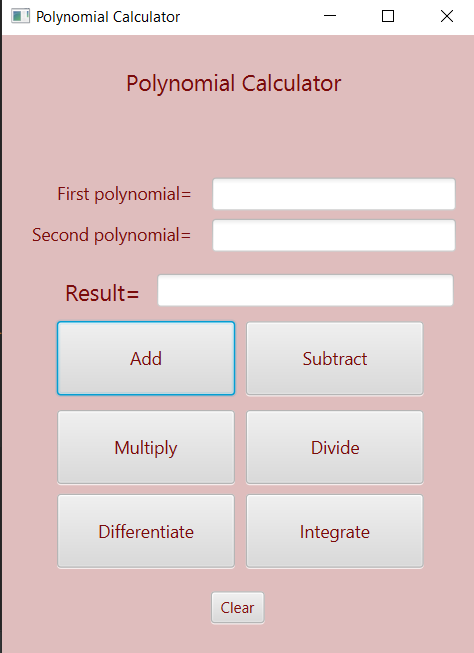 Polynomial Calculator
Polynomial Calculator
First polynomial=
Second polynomial=
Result=
Add Subtract
Multiply Divide
Differentiate Integrate
Clear